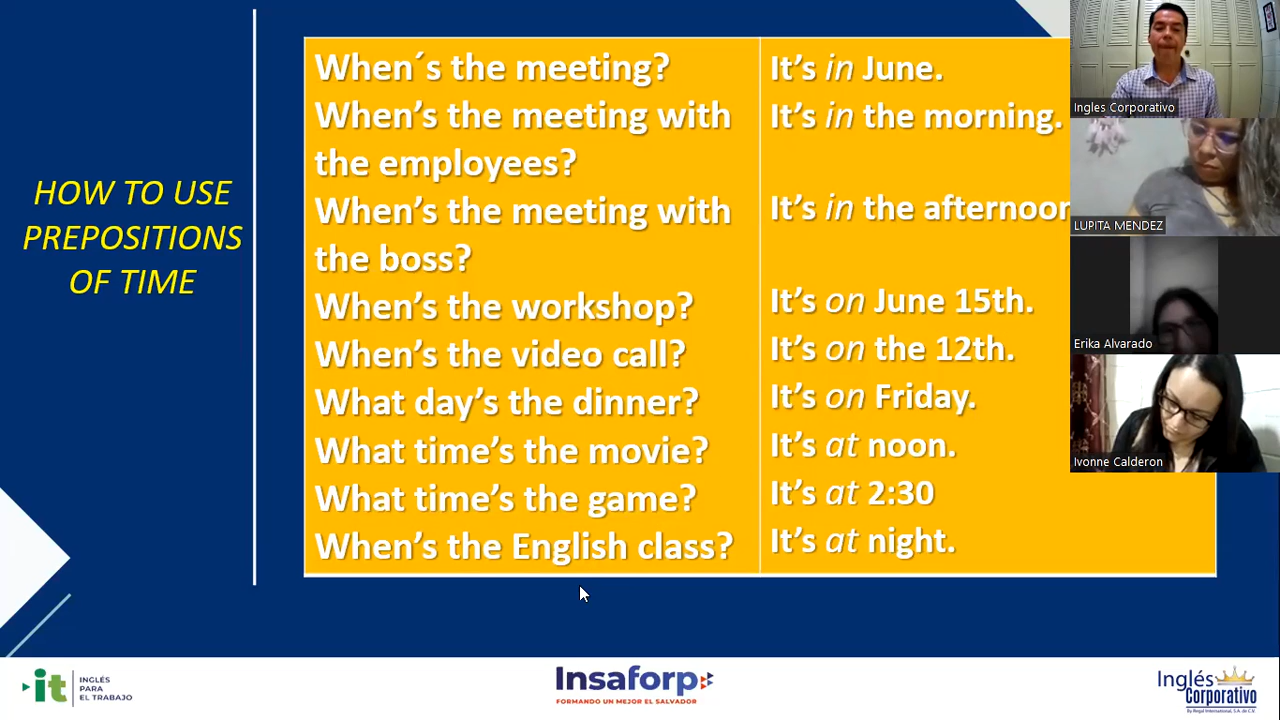 HOW TO USE
PREPOSITIONS
OF TIME
When´s the meeting?
It's in June.
When's the meeting with
the employees?
It's in the morning.
When's the meeting with
the boss?
It's in the afternoon
When's the workshop?
It's on June 15th.
When's the video call?
It's on the 12th.
What day's the dinner?
It's on Friday.
What time's the movie?
It's at noon.
What time's the game?
It's at 2:30
When's the English class?
It's at night.
Ingles Corporativo
LUPITA MENDEZ
Erika Alvarado
Ivonne Calderon
it
INGLÉS
PARA
EL TRABAJO
Insaforp
FORMANDO UN MEJOR EL SALVADOR
Inglés
Corporativo
By Regal International, S.A. de C.V.